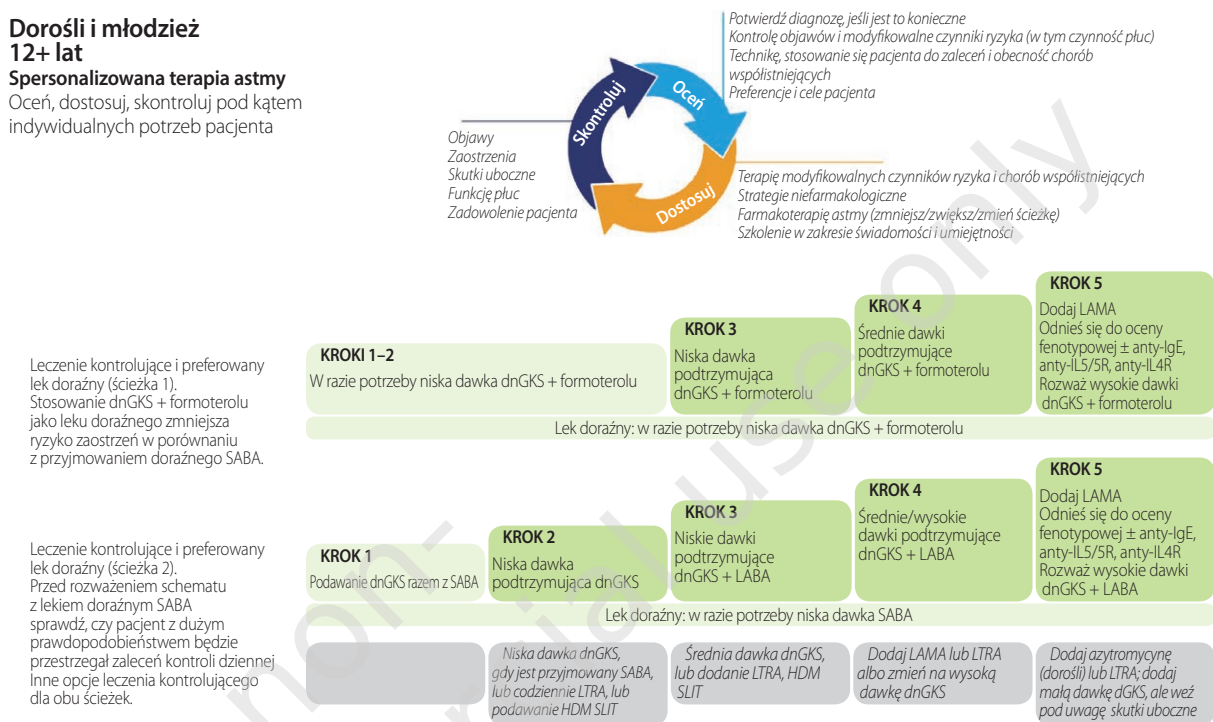 Dorośli i młodzież
12+ lat
Spersonalizowana terapia astmy
Oceń, dostosuj, skontroluj pod kątem
indywidualnych potrzeb pacjenta
Potwierdź diagnozę, jeśli jest to konieczne
Kontrolę objawów i modyfikowalne czynniki ryzyka (w tym czynność płuc)
Technikę, stosowanie się pacjenta do zaleceń i obecność chorób
współistniejących
Preferencje i cele pacjenta
Skontroluj
Oceń
Dostosuj
Objawy
Zaostrzenia
Skutki uboczne
Funkcję płuc
Zadowolenie pacjenta
Terapię modyfikowalnych czynników ryzyka i chorób współistniejących
Strategie niefarmakologiczne
Farmakoterapię astmy (zmniejsz/zwiększ/zmień ścieżkę)
Szkolenie w zakresie świadomości i umiejętności
Leczenie kontrolujące i preferowany
lek doraźny (ścieżka 1).
Stosowanie dnGKS + formoterolu
jako leku doraźnego zmniejsza
ryzyko zaostrzeń w porównaniu
z przyjmowaniem doraźnego SABA.
KROKI 1–2
W razie potrzeby niska dawka dnGKS + formoterolu
KROK 3
Niska dawka
podtrzymująca
dnGKS + formoterolu
KROK 4
Średnie dawki
podtrzymujące
dnGKS + formoterolu
KROK 5
Dodaj LAMA
Odnieś się do oceny
fenotypowej ± anty-IgE,
anty-IL5/5R, anty-IL4R
Rozważ wysokie dawki
dnGKS + formoterolu
Lek doraźny: w razie potrzeby niska dawka dnGKS + formoterolu
Leczenie kontrolujące i preferowany
lek doraźny (ścieżka 2).
Przed rozważeniem schematu
z lekiem doraźnym SABA
sprawdź, czy pacjent z dużym
prawdopodobieństwem będzie
przestrzegał zaleceń kontroli dziennej
Inne opcje leczenia kontrolującego
dla obu ścieżek.
KROK 1
Podawanie dnGKS razem z SABA
KROK 2
Niska dawka
podtrzymująca dnGKS
KROK 3
Niskie dawki
podtrzymujące
dnGKS + LABA
KROK 4
Średnie/wysokie
dawki podtrzymujące
dnGKS + LABA
KROK 5
Dodaj LAMA
Odnieś się do oceny
fenotypowej ± anty-IgE,
anty-IL5/5R, anty-IL4R
Rozważ wysokie dawki
dnGKS + LABA
Lek doraźny: w razie potrzeby niska dawka SABA
Niska dawka dnGKS,
gdy jest przyjmowany SABA,
lub codziennie LTRA, lub
podawanie HDM SLIT
Średnia dawka dnGKS,
lub dodanie LTRA, HDM
SLIT
Dodaj LAMA lub LTRA
albo zmień na wysoką
dawkę dnGKS
Dodaj azytromycynę
(dorośli) lub LTRA; dodaj
małą dawkę dGKS, ale weź
pod uwagę skutki uboczne